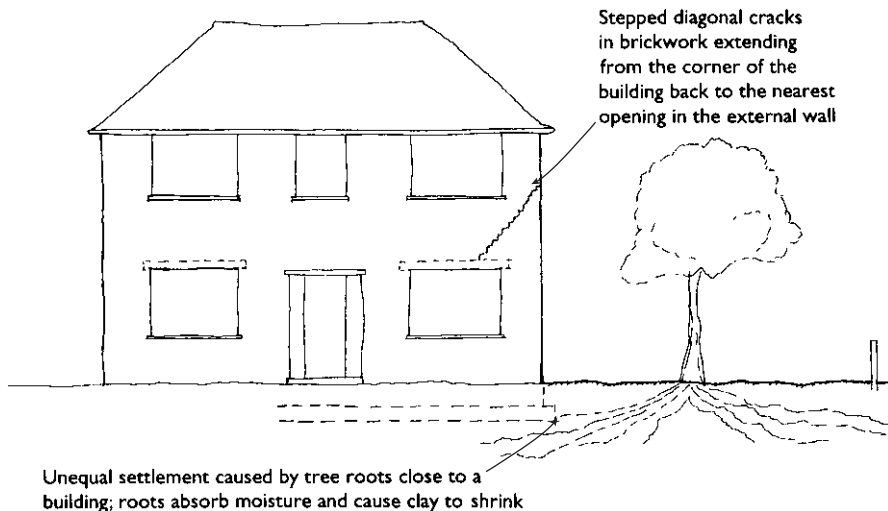 Stepped diagonal cracks
in brickwork extending
from the corner of the
building back to the nearest
opening in the external wall
Unequal settlement caused by tree roots close to a
building; roots absorb moisture and cause clay to shrink